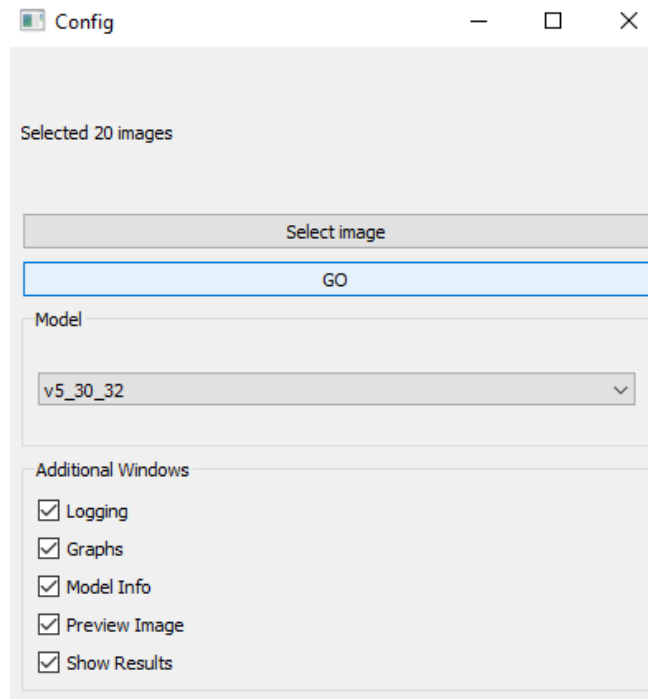 Config
Selected 20 images
Select image
GO
Model
v5_30_32
Additional Windows
Logging
Graphs
Model Info
Preview Image
Show Results